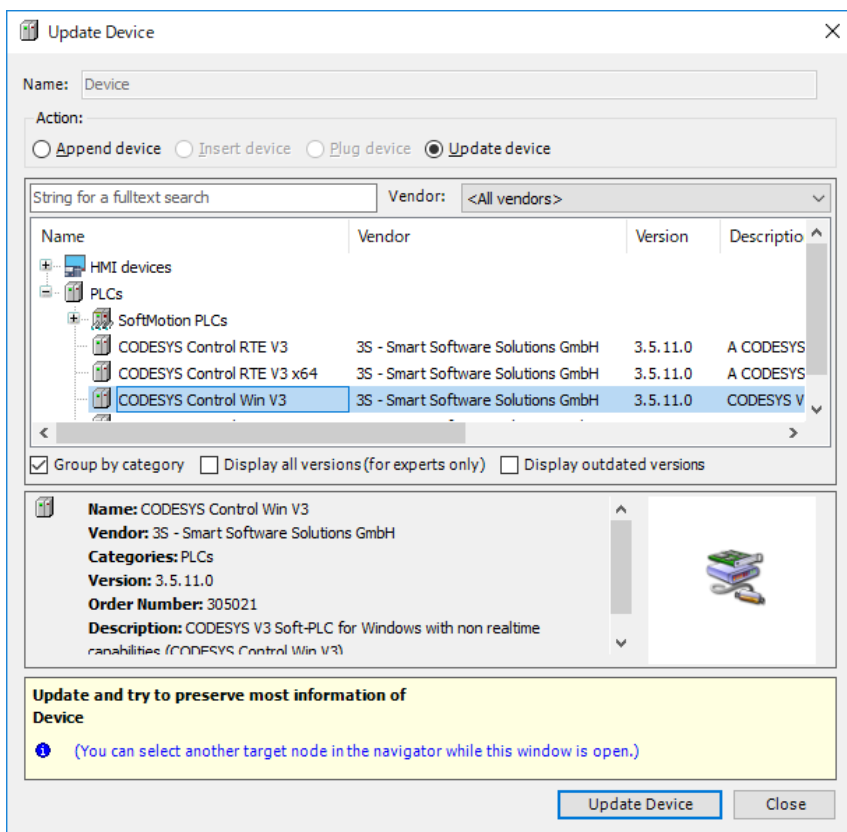 Update Device
Name: Device
Action:
Append device Insert device Plug device Update device
String for a fulltext search Vendor: <All vendors>
Name Vendor Version Descriptio
HMI devices
PLCs
SoftMotion PLCs
CODESYS Control RTE V3 3S - Smart Software Solutions GmbH 3.5.11.0 A CODESYS
CODESYS Control RTE V3 x64 3S - Smart Software Solutions GmbH 3.5.11.0 A CODESYS
CODESYS Control Win V3 3S - Smart Software Solutions GmbH 3.5.11.0 CODESYS V
Group by category Display all versions(for experts only) Display outdated versions
Name: CODESYS Control Win V3
Vendor: 3S - Smart Software Solutions GmbH
Categories: PLCs
Version: 3.5.11.0
Order Number: 305021
Description: CODESYS V3 Soft-PLC for Windows with non realtime
capabilities (CODESYS Control Win V3)
Update and try to preserve most information of
Device
(You can select another target node in the navigator while this window is open.)
Update Device Close